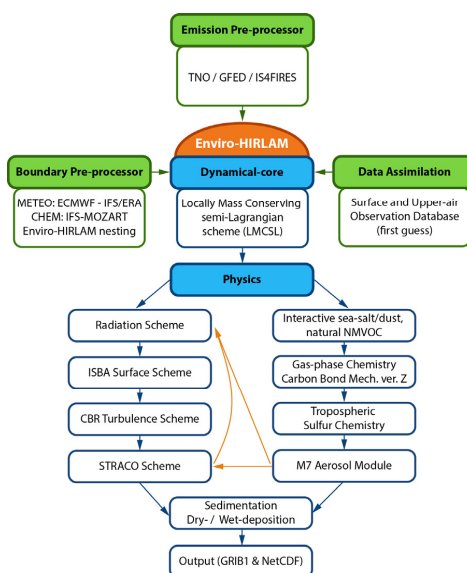 Emission Pre-processor
TNO / GFED / IS4FIRES
Enviro-HIRLAM
Boundary Pre-processor
METEO: ECMWF - IFS/ERA
CHEM: IFS-MOZART
Enviro-HIRLAM nesting
Dynamical-core
Locally Mass Conserving
semi-Lagrangian
scheme (LMCSL)
Data Assimilation
Surface and Upper-air
Observation Database
(first guess)
Physics
Radiation Scheme
ISBA Surface Scheme
CBR Turbulence Scheme
STRACO Scheme
Interactive sea-salt/dust,
natural NMVOC
Gas-phase Chemistry
Carbon Bond Mech. ver. Z
Tropospheric
Sulfur Chemistry
M7 Aerosol Module
Sedimentation
Dry- / Wet-deposition
Output (GRIB1 & NetCDF)